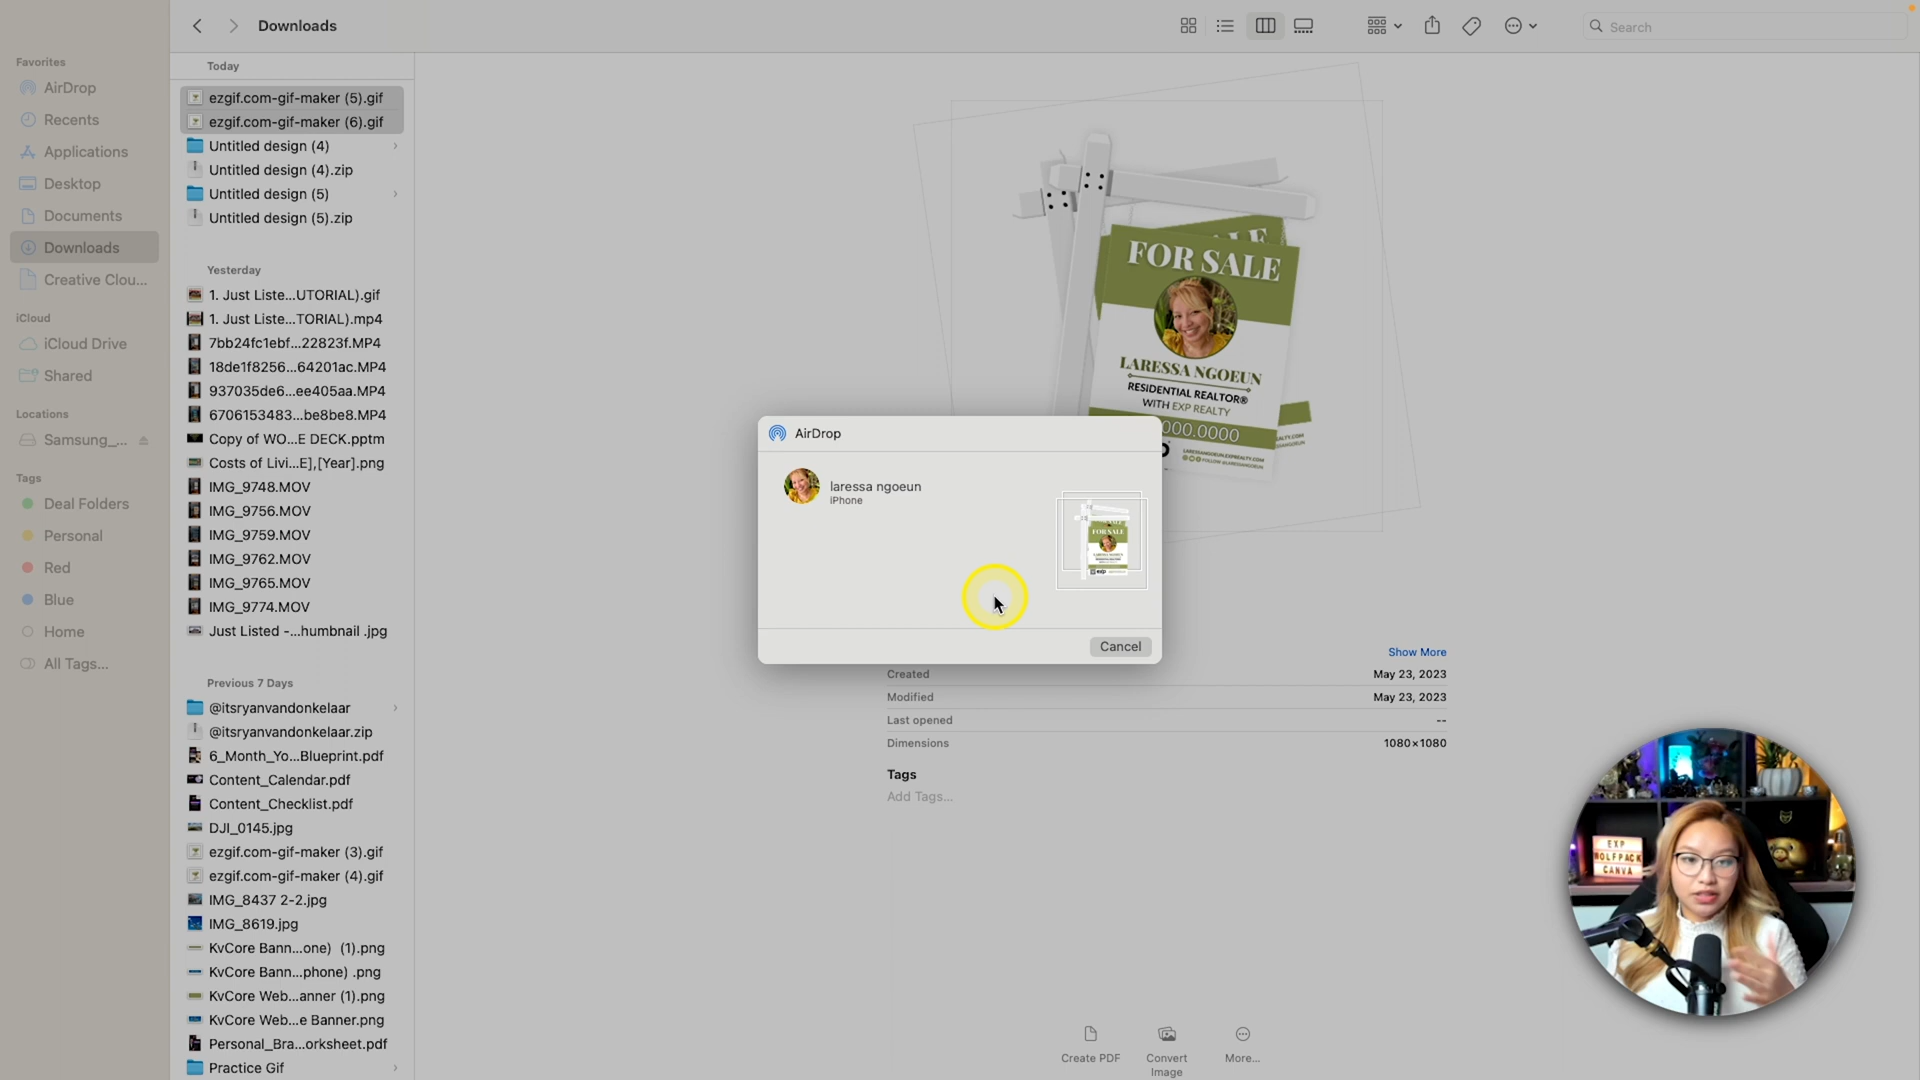 Downloads
Search
Favorites
AirDrop
Recents
Applications
Desktop
Documents
Downloads
Creative Clou...
iCloud
iCloud Drive
Shared
Locations
Samsung_...
Tags
Deal Folders
Personal
Red
Blue
Home
All Tags...
Today
ezgif.com-gif-maker (5).gif
ezgif.com-gif-maker (6).gif
Untitled design (4)
Untitled design (4).zip
Untitled design (5)
Untitled design (5).zip
Yesterday
1. Just Liste...UTORIAL).gif
1. Just Liste...TORIAL).mp4
7bb24fc1ebf...22823f.MP4
18de1f8256...64201ac.MP4
937035de6...ee405aa.MP4
6706153483...be8be8.MP4
Copy of WO...E DECK.pptm
Costs of Livi...E],[Year].png
IMG_9748.MOV
IMG_9756.MOV
IMG_9759.MOV
IMG_9762.MOV
IMG_9765.MOV
IMG_9774.MOV
Just Listed -...humbnail .jpg
Previous 7 Days
@itsryanvandonkelaar
@itsryanvandonkelaar.zip
6_Month_Yo...Blueprint.pdf
Content_Calendar.pdf
Content_Checklist.pdf
DJI_0145.jpg
ezgif.com-gif-maker (3).gif
ezgif.com-gif-maker (4).gif
IMG_8437 2-2.jpg
IMG_8619.jpg
KvCore Bann...one) (1).png
KvCore Bann...phone) .png
KvCore Web...anner (1).png
KvCore Web...e Banner.png
Personal_Bra...orksheet.pdf
Practice Gif
FOR SALE
LARESSA NGOEUN
RESIDENTIAL REALTOR®
WITH EXP REALTY
000.0000
LARESSANGOEUN.EXPREALTY.COM
FOLLOW @LARESSANGOEUN
AirDrop
laressa ngoeun
iPhone
FOR SALE
exp
Cancel
Show More
Created May 23, 2023
Modified May 23, 2023
Last opened --
Dimensions 1080×1080
Tags
Add Tags...
Create PDF
Convert Image
More...
EXP
WOLFPACK
CANVA